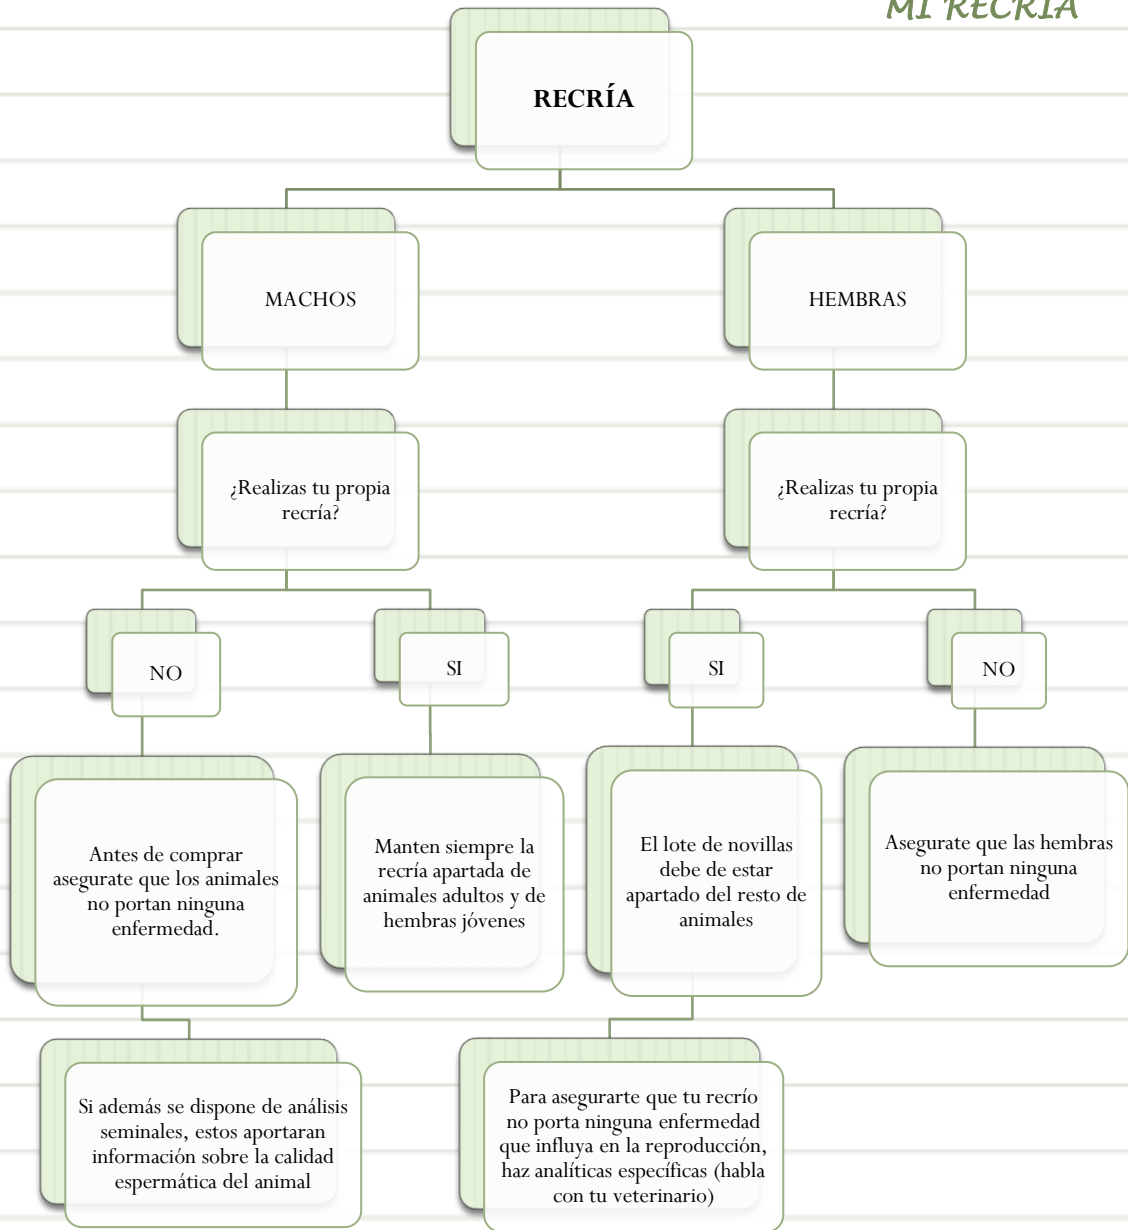 MI RECRÍA
RECRÍA
MACHOS
HEMBRAS
¿Realizas tu propia
recría?
¿Realizas tu propia
recría?
NO
SI
SI
NO
Antes de comprar
asegurate que los animales
no portan ninguna
enfermedad.
Manten siempre la
recría apartada de
animales adultos y de
hembras jóvenes
El lote de novillas
debe de estar
apartado del resto de
animales
Asegurate que las hembras
no portan ninguna
enfermedad
Si además se dispone de análisis
seminales, estos aportaran
información sobre la calidad
espermática del animal
Para asegurarte que tu recrío
no porta ninguna enfermedad
que influya en la reproducción,
haz analíticas específicas (habla
con tu veterinario)